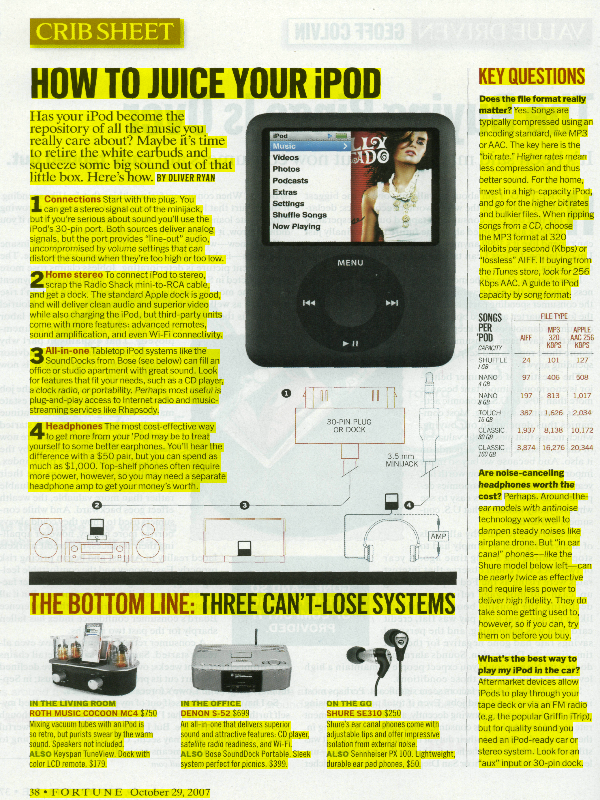 CRIB SHEET
HOW TO JUICE YOUR iPOD
Has your iPod become the
repository of all the music you
really care about? Maybe it's time
to retire the white earbuds and
squeeze some big sound out of that
little box. Here's how. BY OLIVER RYAN
1 Connections Start with the plug. You
can get a stereo signal out of the minijack,
but if you're serious about sound you'll use the
iPod's 30-pin port. Both sources deliver analog
signals, but the port provides "line-out" audio,
uncompromised by volume settings that can
distort the sound when they're too high or too low.
2 Home stereo To connect iPod to stereo,
scrap the Radio Shack mini-to-RCA cable,
and get a dock. The standard Apple dock is good,
and will deliver clean audio and superior video
while also charging the iPod, but third-party units
come with more features: advanced remotes,
sound amplification, and even Wi-Fi connectivity.
3 All-in-one Tabletop iPod systems like the
SoundDocks from Bose (see below) can fill an
office or studio apartment with great sound. Look
for features that fit your needs, such as a CD player,
a clock radio, or portability. Perhaps most useful is
plug-and-play access to Internet radio and music-
streaming services like Rhapsody.
4 Headphones The most cost-effective way
to get more from your 'Pod may be to treat
yourself to some better earphones. You'll hear the
difference with a $50 pair, but you can spend as
much as $1,000. Top-shelf phones often require
more power, however, so you may need a separate
headphone amp to get your money's worth.
iPod
Music
Videos
Photos
Podcasts
Extras
Settings
Shuffle Songs
Now Playing
MENU
1
30-PIN PLUG
OR DOCK
3.5 mm
MINIJACK
2
3
4
AMP
THE BOTTOM LINE: THREE CAN'T-LOSE SYSTEMS
IN THE LIVING ROOM
ROTH MUSIC COCOON MC4 $750
Mixing vacuum tubes with an iPod is
so retro, but purists swear by the warm
sound. Speakers not included.
ALSO Keyspan TuneView. Dock with
color LCD remote, $179.
IN THE OFFICE
DENON S-52 $699
An all-in-one that delivers superior
sound and attractive features: CD player,
satellite radio readiness, and Wi-Fi.
ALSO Bose SoundDock Portable. Sleek
system perfect for picnics. $399.
ON THE GO
SHURE SE310 $250
Shure's ear canal phones come with
adjustable tips and offer impressive
isolation from external noise.
ALSO Sennheiser PX 100. Lightweight,
durable ear pad phones, $50.
KEY QUESTIONS
Does the file format really
matter? Yes. Songs are
typically compressed using an
encoding standard, like MP3
or AAC. The key here is the
"bit rate." Higher rates mean
less compression and thus
better sound. For the home,
invest in a high-capacity iPod,
and go for the higher bit rates
and bulkier files. When ripping
songs from a CD, choose
the MP3 format at 320
kilobits per second (Kbps) or
"lossless" AIFF. If buying from
the iTunes store, look for 256
Kbps AAC. A guide to iPod
capacity by song format:
SONGS PER 'POD FILE TYPE
CAPACITY AIFF MP3 320 KBPS APPLE AAC 256 KBPS
SHUFFLE 1 GB 24 101 127
NANO 4 GB 97 406 508
NANO 8 GB 197 813 1,017
TOUCH 16 GB 387 1,626 2,034
CLASSIC 80 GB 1,937 8,138 10,172
CLASSIC 160 GB 3,874 16,276 20,344
Are noise-canceling
headphones worth the
cost? Perhaps. Around-the-
ear models with antinoise
technology work well to
dampen steady noises like
airplane drone. But "in ear
canal" phones—like the
Shure model below left—can
be nearly twice as effective
and require less power to
deliver high fidelity. They do
take some getting used to,
however, so if you can, try
them on before you buy.
What's the best way to
play my iPod in the car?
Aftermarket devices allow
iPods to play through your
tape deck or via an FM radio
(e.g. the popular Griffin iTrip),
but for quality sound you
need an iPod-ready car or
stereo system. Look for an
"aux" input or 30-pin dock.
38 • FORTUNE October 29, 2007